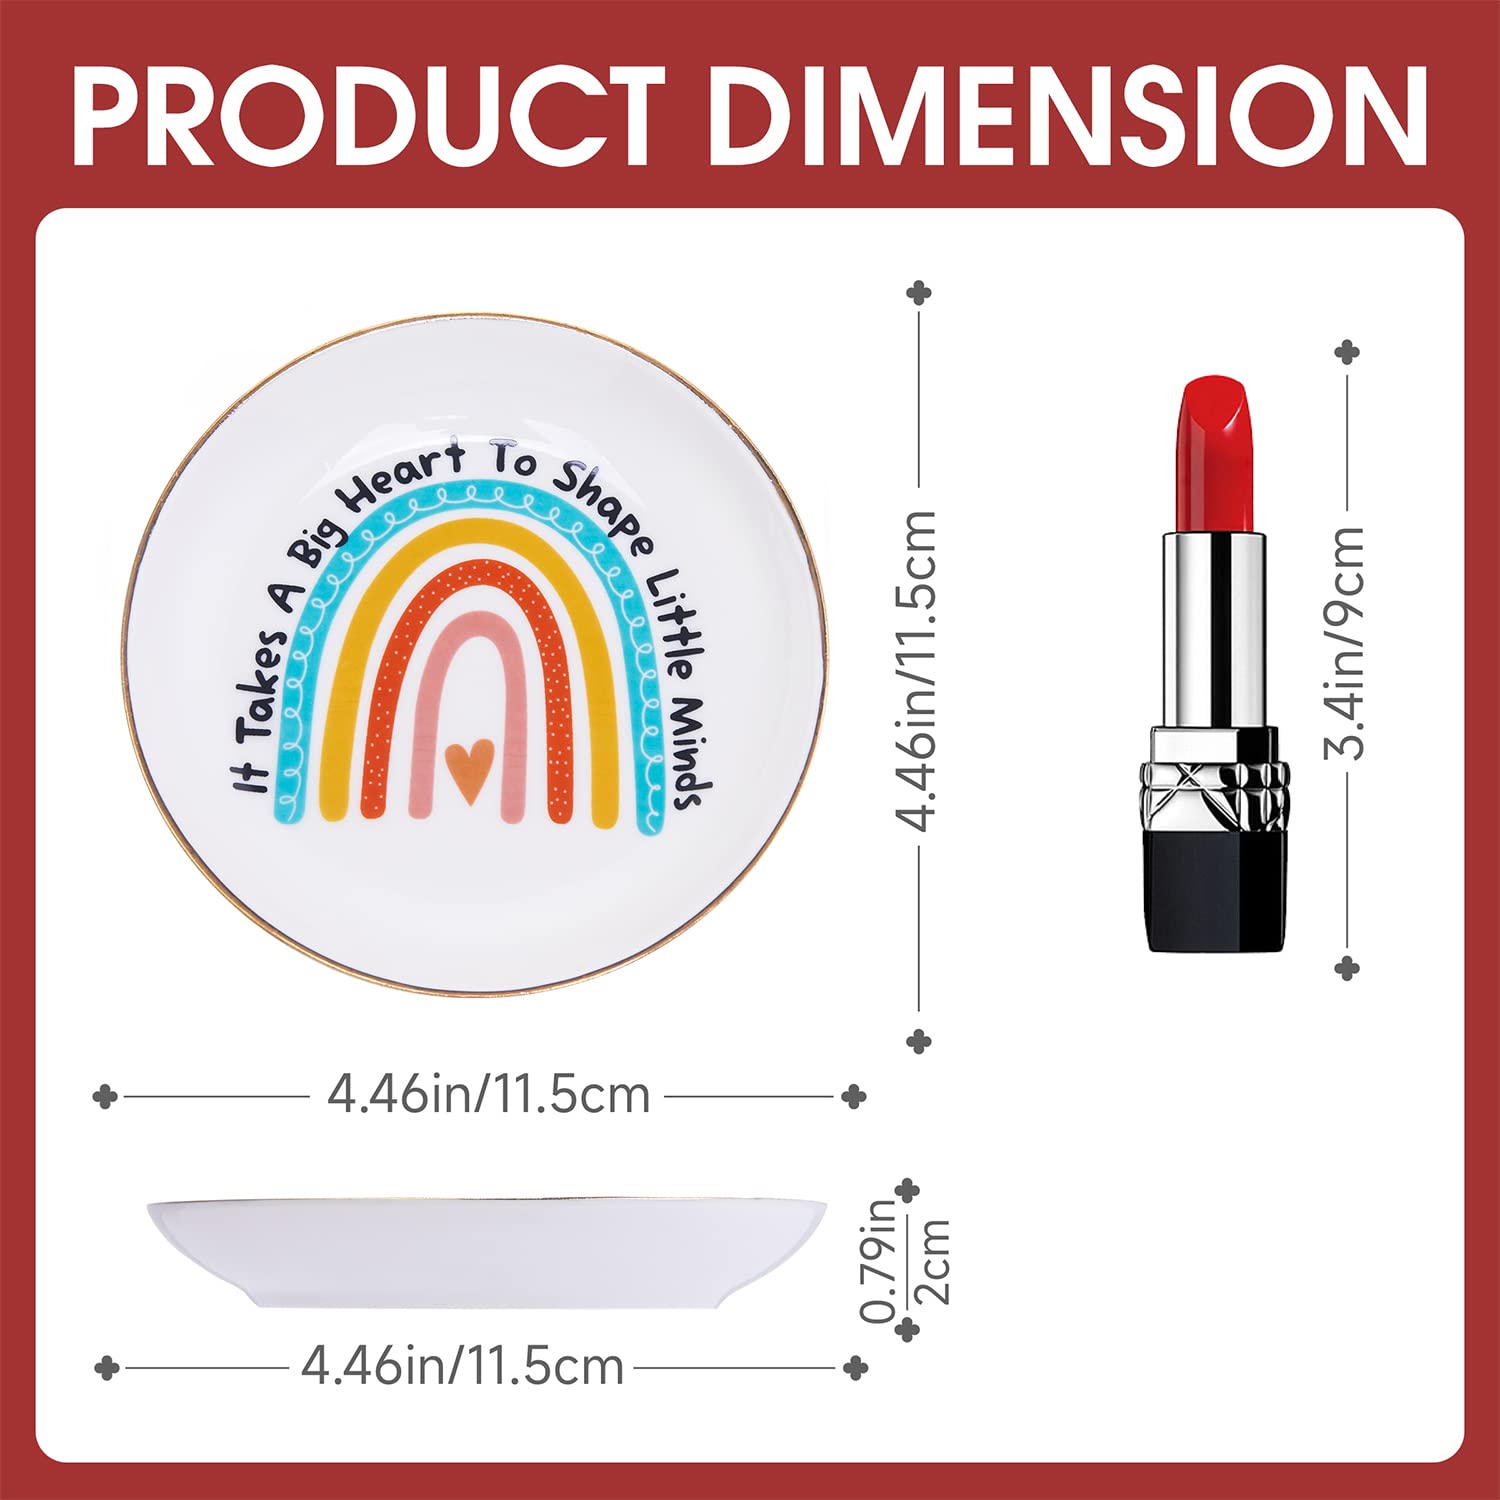 PRODUCT DIMENSION
It Takes A Big Heart To Shape Little Minds
4.46in/11.5cm
3.4in/9cm
4.46in/11.5cm
0.79in
2cm
4.46in/11.5cm